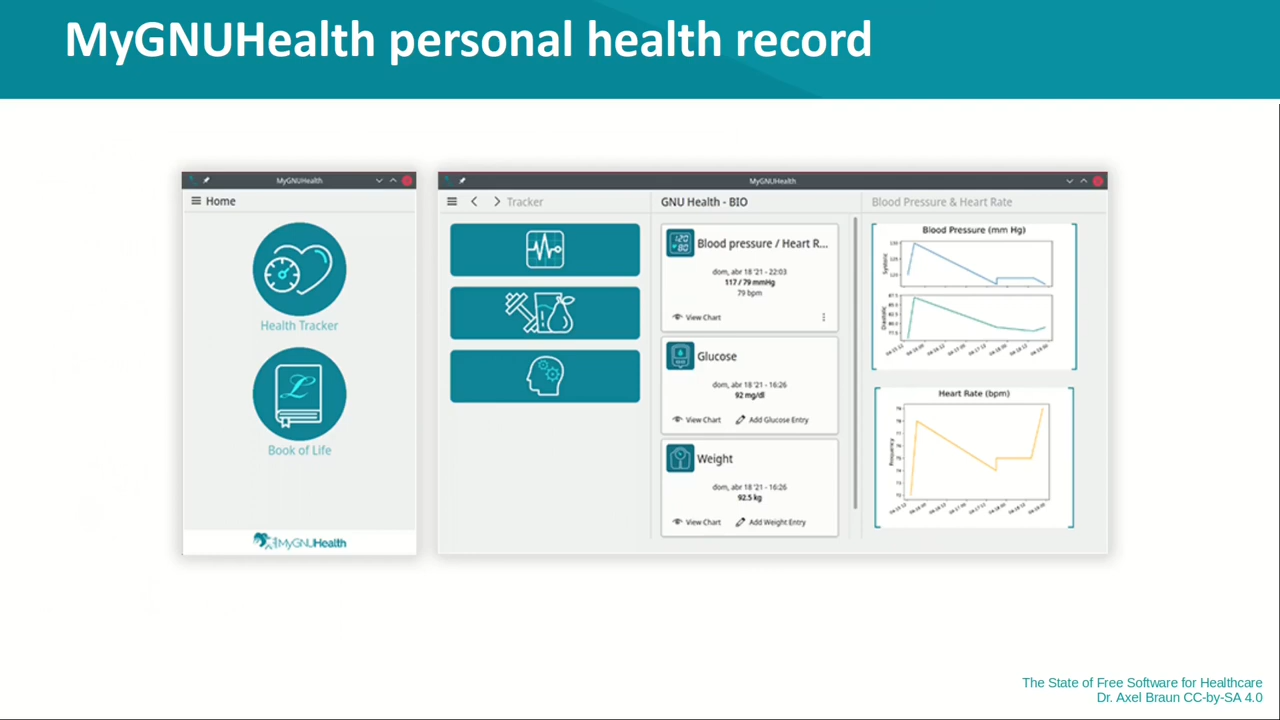 MyGNUHealth personal health record
MyGNUHealth
Home
Health Tracker
Book of Life
MyGNUHealth
MyGNUHealth
Tracker
GNU Health - BIO
Blood pressure / Heart R...
dom, abr 18 '21 - 22:03
117 / 79 mmHg
79 bpm
View Chart
Glucose
dom, abr 18 '21 - 16:26
92 mg/dl
View Chart Add Glucose Entry
Weight
dom, abr 18 '21 - 16:26
92.5 kg
View Chart Add Weight Entry
Blood Pressure & Heart Rate
Blood Pressure (mm Hg)
Systolic
Diastolic
Heart Rate (bpm)
Frequency
The State of Free Software for Healthcare
Dr. Axel Braun CC-by-SA 4.0